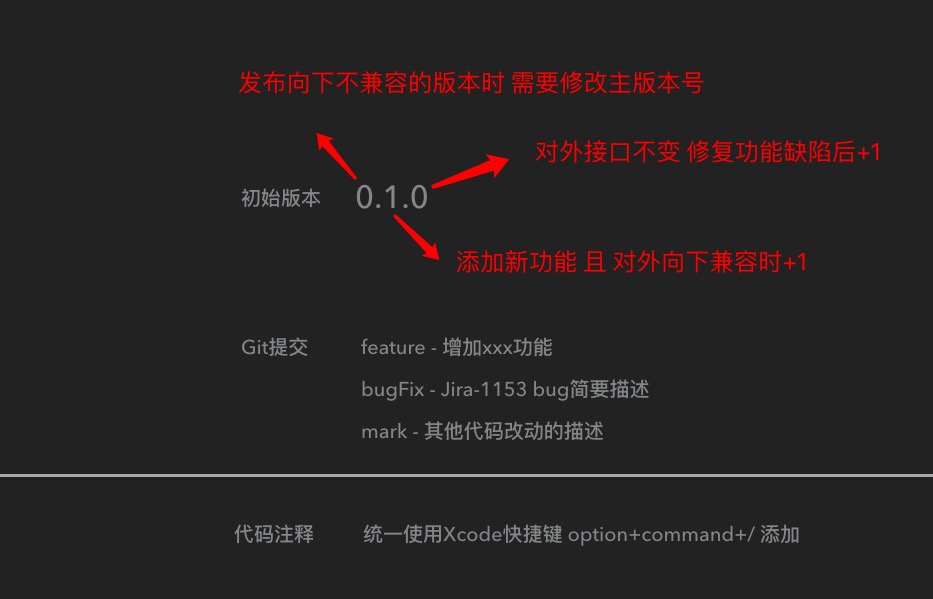 发布向下不兼容的版本时 需要修改主版本号
对外接口不变 修复功能缺陷后+1
初始版本 0.1.0
添加新功能 且 对外向下兼容时+1
Git提交 feature - 增加xxx功能
bugFix - Jira-1153 bug简要描述
mark - 其他代码改动的描述
代码注释 统一使用Xcode快捷键 option+command+/ 添加